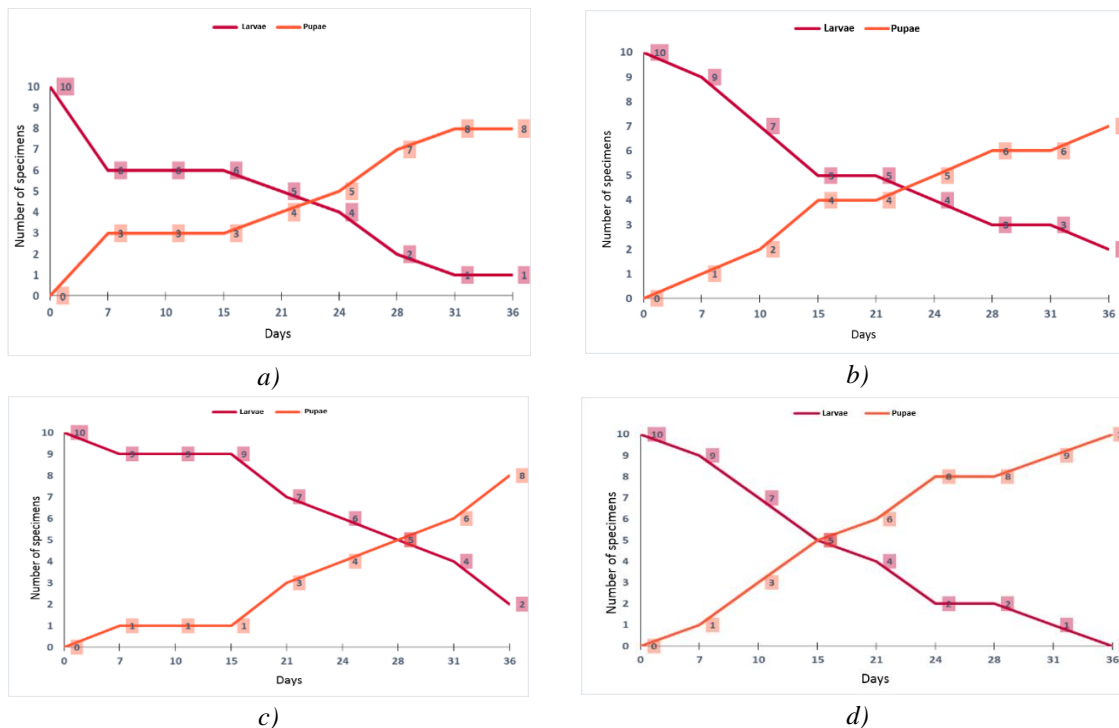 Larvae Pupae
Number of specimens
10
9
8
7
6
5
4
3
2
1
0
10 6 6 6 5 4 2 1 1
0 3 3 3 4 5 7 8 8
0 7 10 15 21 24 28 31 36
Days
a)
Larvae Pupae
Number of specimens
10
9
8
7
6
5
4
3
2
1
0
10 9 7 5 5 4 3 3
0 1 2 4 4 5 6 6
0 7 10 15 21 24 28 31 36
Days
b)
Larvae Pupae
Number of specimens
10
9
8
7
6
5
4
3
2
1
0
10 9 9 9 7 6 5 4 2
0 1 1 1 3 4 5 6 8
0 7 10 15 21 24 28 31 36
Days
c)
Larvae Pupae
Number of specimens
10
9
8
7
6
5
4
3
2
1
0
10 9 7 5 4 2 2 1
0 1 3 5 6 8 8 9
0 7 10 15 21 24 28 31 36
Days
d)